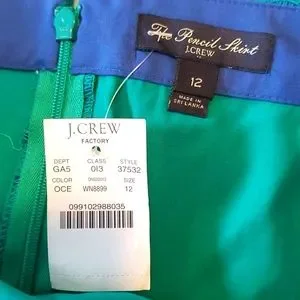 The Pencil Skirt
J.CREW
12
MADE IN
SRI LANKA
J.CREW
FACTORY
DEPT CLASS STYLE
GA5 013 37532
COLOR SIZE
OCE WN8899 12
099102988035